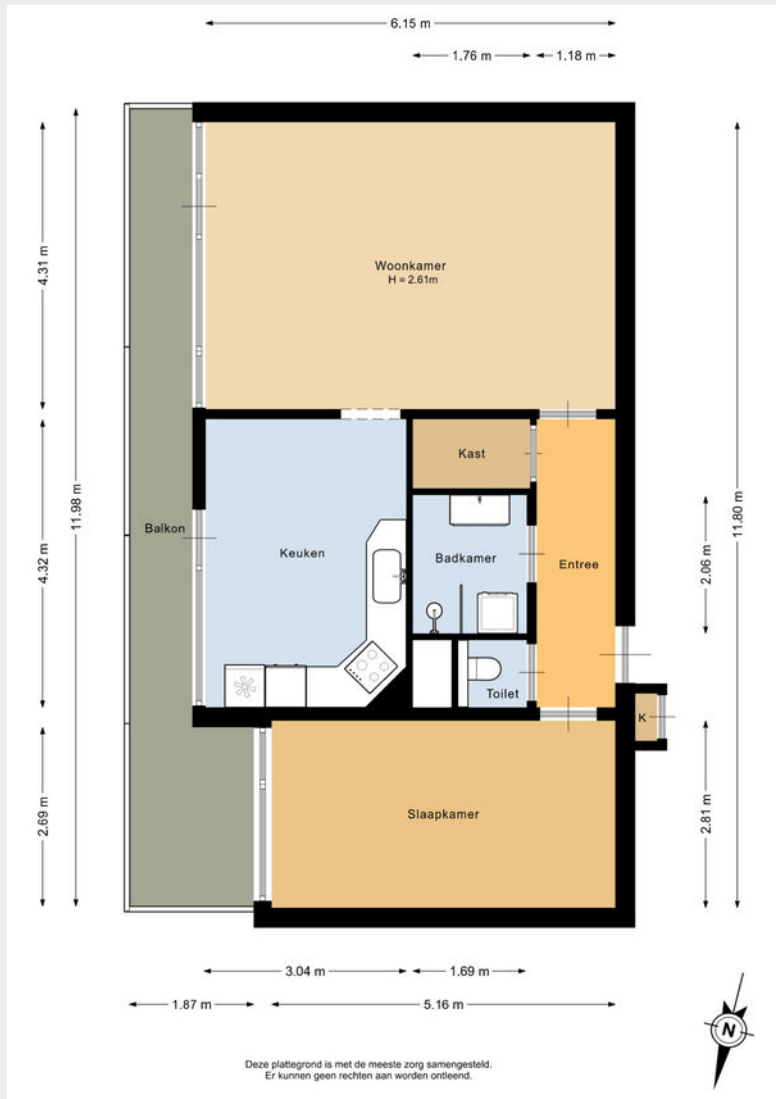 6.15 m
1.76 m
1.18 m
Woonkamer
H = 2.61m
4.31 m
11.98 m
11.80 m
Kast
Balkon
Keuken
Badkamer
Entree
4.32 m
2.06 m
Toilet
K
Slaapkamer
2.69 m
2.81 m
3.04 m
1.69 m
1.87 m
5.16 m
N
Deze plattegrond is met de meeste zorg samengesteld.
Er kunnen geen rechten aan worden ontleend.